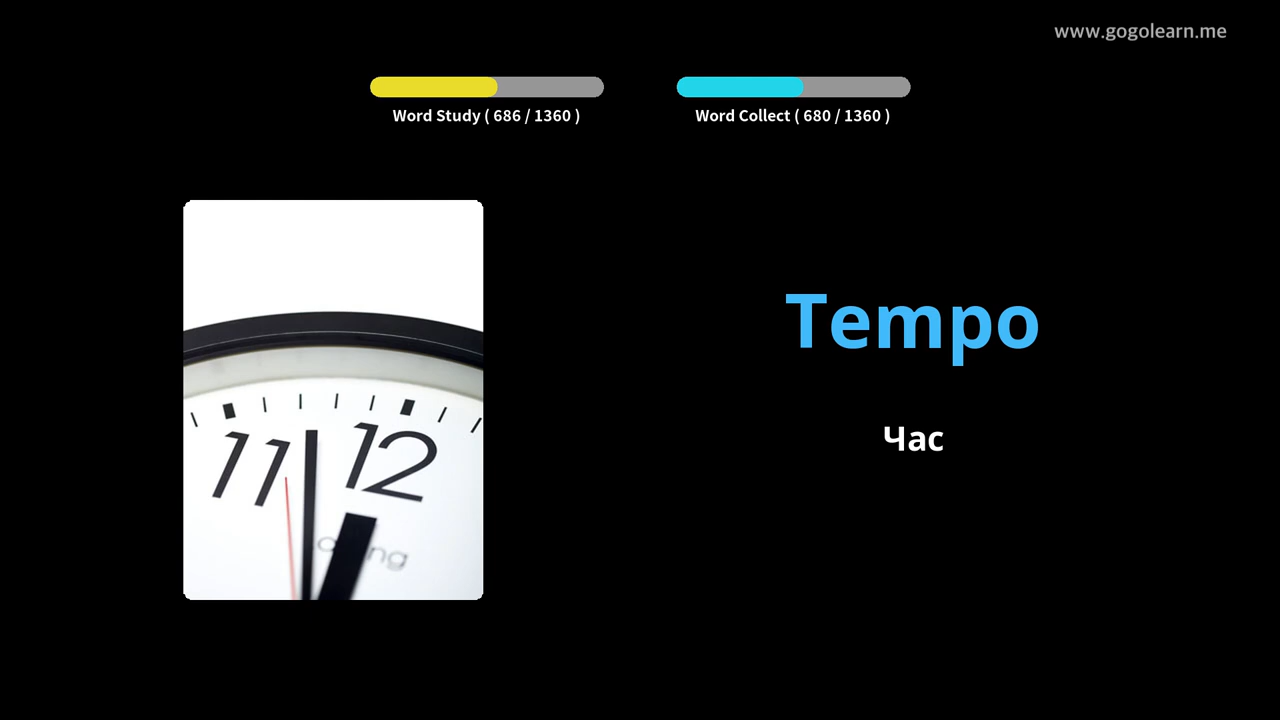 www.gogolearn.me
Word Study ( 686 / 1360 )
Word Collect ( 680 / 1360 )
Tempo
Час
11
12